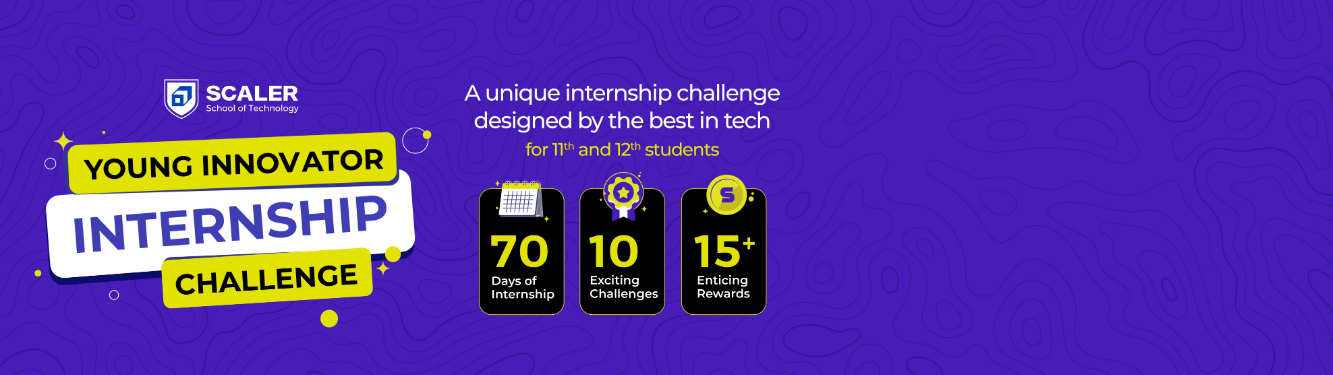 SCALER
School of Technology
YOUNG INNOVATOR
INTERNSHIP
CHALLENGE
A unique internship challenge
designed by the best in tech
for 11th and 12th students
70
Days of
Internship
10
Exciting
Challenges
S
15+
Enticing
Rewards